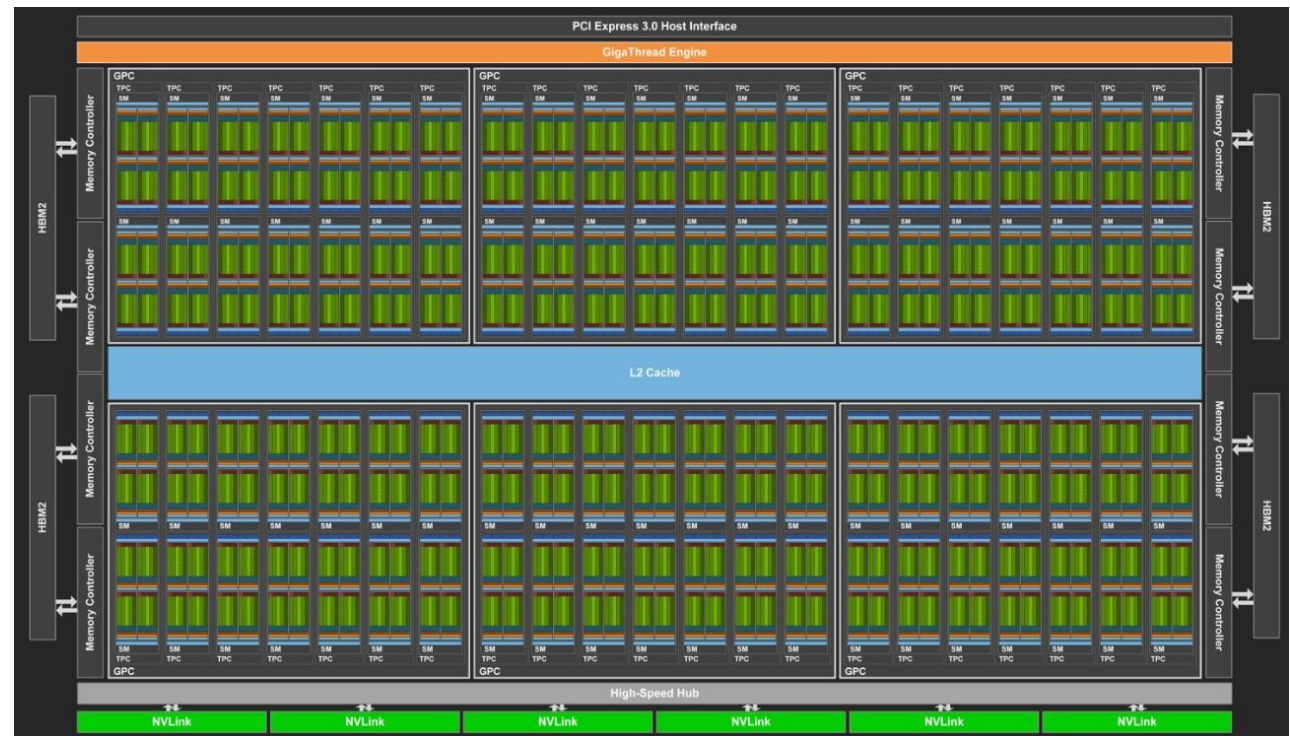 PCI Express 3.0 Host Interface
GigaThread Engine
GPC GPC GPC
TPC TPC TPC TPC TPC TPC TPC TPC TPC TPC TPC TPC TPC TPC TPC TPC TPC TPC TPC TPC TPC
SM SM SM SM SM SM SM SM SM SM SM SM SM SM SM SM SM SM SM SM SM
HBM2
Memory Controller
Memory Controller
HBM2
SM SM SM SM SM SM SM SM SM SM SM SM SM SM SM SM SM SM SM SM SM
Memory Controller
Memory Controller
L2 Cache
HBM2
Memory Controller
Memory Controller
HBM2
SM SM SM SM SM SM SM SM SM SM SM SM SM SM SM SM SM SM SM SM SM
Memory Controller
Memory Controller
SM SM SM SM SM SM SM SM SM SM SM SM SM SM SM SM SM SM SM SM SM
TPC TPC TPC TPC TPC TPC TPC TPC TPC TPC TPC TPC TPC TPC TPC TPC TPC TPC TPC TPC TPC
GPC GPC GPC
High-Speed Hub
NVLink NVLink NVLink NVLink NVLink NVLink